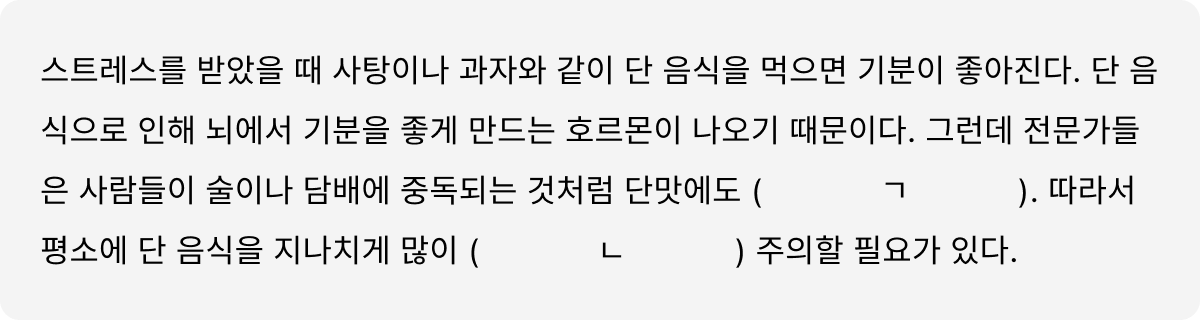 스트레스를 받았을 때 사탕이나 과자와 같이 단 음식을 먹으면 기분이 좋아진다. 단 음
식으로 인해 뇌에서 기분을 좋게 만드는 호르몬이 나오기 때문이다. 그런데 전문가들
은 사람들이 술이나 담배에 중독되는 것처럼 단맛에도 ( ㄱ ). 따라서
평소에 단 음식을 지나치게 많이 ( ㄴ ) 주의할 필요가 있다.